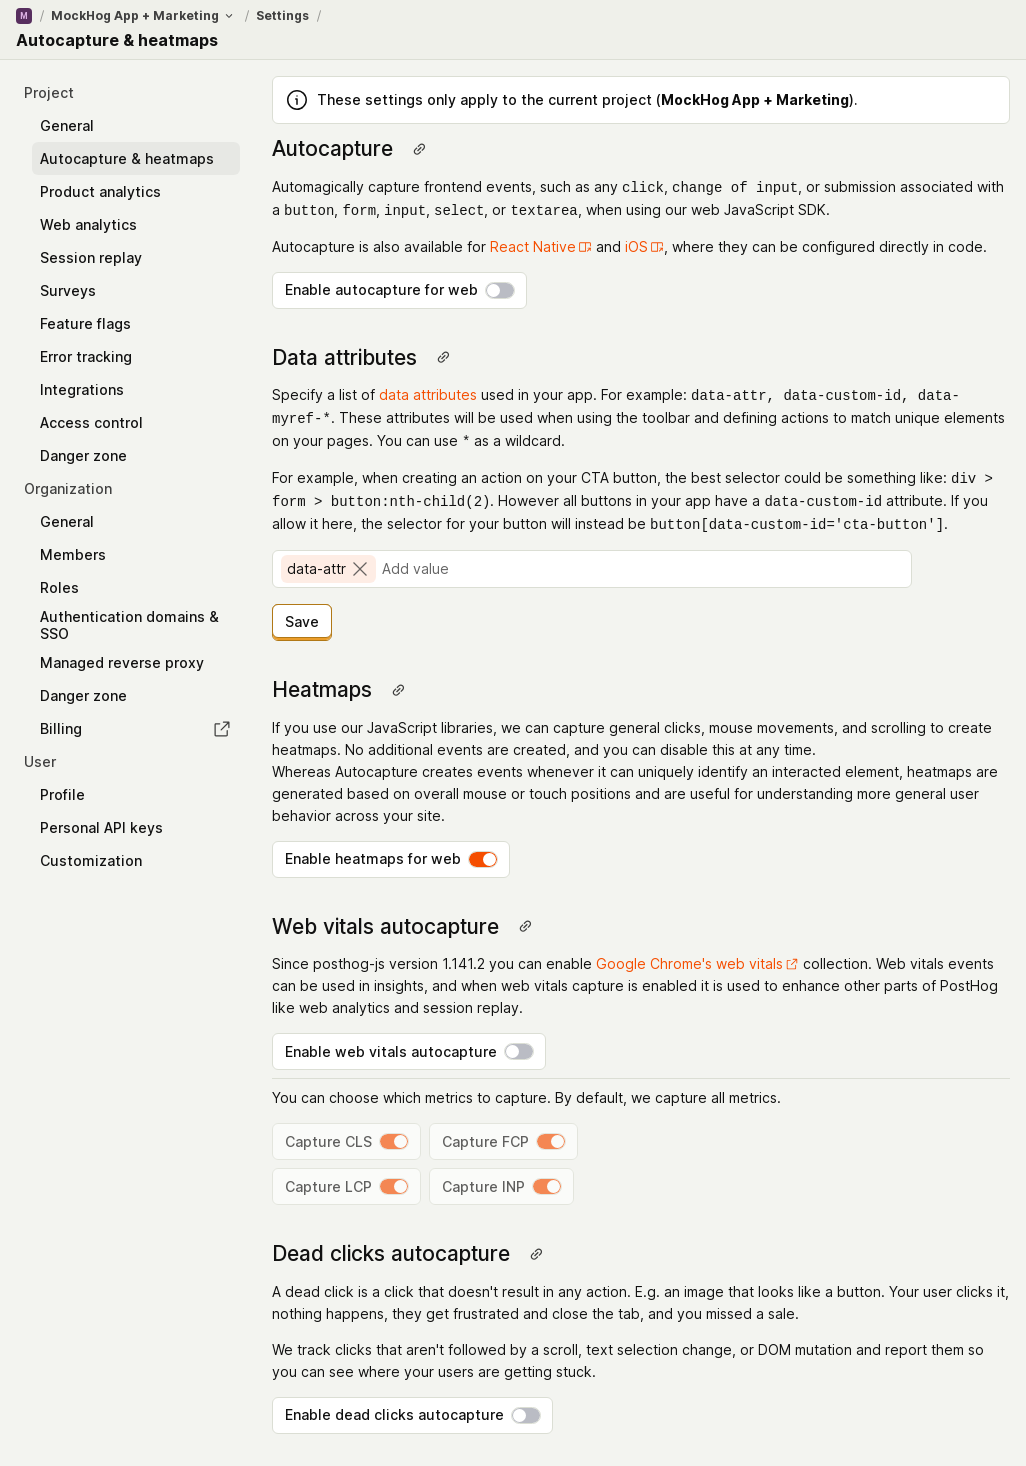 M / MockHog App + Marketing / Settings /
Autocapture & heatmaps
Project
General
Autocapture & heatmaps
Product analytics
Web analytics
Session replay
Surveys
Feature flags
Error tracking
Integrations
Access control
Danger zone
Organization
General
Members
Roles
Authentication domains &
SSO
Managed reverse proxy
Danger zone
Billing
User
Profile
Personal API keys
Customization
These settings only apply to the current project (MockHog App + Marketing).
Autocapture
Automagically capture frontend events, such as any click, change of input, or submission associated with
a button, form, input, select, or textarea, when using our web JavaScript SDK.
Autocapture is also available for React Native and iOS, where they can be configured directly in code.
Enable autocapture for web
Data attributes
Specify a list of data attributes used in your app. For example: data-attr, data-custom-id, data-
myref-*. These attributes will be used when using the toolbar and defining actions to match unique elements
on your pages. You can use * as a wildcard.
For example, when creating an action on your CTA button, the best selector could be something like: div >
form > button:nth-child(2). However all buttons in your app have a data-custom-id attribute. If you
allow it here, the selector for your button will instead be button[data-custom-id='cta-button'].
data-attr Add value
Save
Heatmaps
If you use our JavaScript libraries, we can capture general clicks, mouse movements, and scrolling to create
heatmaps. No additional events are created, and you can disable this at any time.
Whereas Autocapture creates events whenever it can uniquely identify an interacted element, heatmaps are
generated based on overall mouse or touch positions and are useful for understanding more general user
behavior across your site.
Enable heatmaps for web
Web vitals autocapture
Since posthog-js version 1.141.2 you can enable Google Chrome's web vitals collection. Web vitals events
can be used in insights, and when web vitals capture is enabled it is used to enhance other parts of PostHog
like web analytics and session replay.
Enable web vitals autocapture
You can choose which metrics to capture. By default, we capture all metrics.
Capture CLS Capture FCP
Capture LCP Capture INP
Dead clicks autocapture
A dead click is a click that doesn't result in any action. E.g. an image that looks like a button. Your user clicks it,
nothing happens, they get frustrated and close the tab, and you missed a sale.
We track clicks that aren't followed by a scroll, text selection change, or DOM mutation and report them so
you can see where your users are getting stuck.
Enable dead clicks autocapture